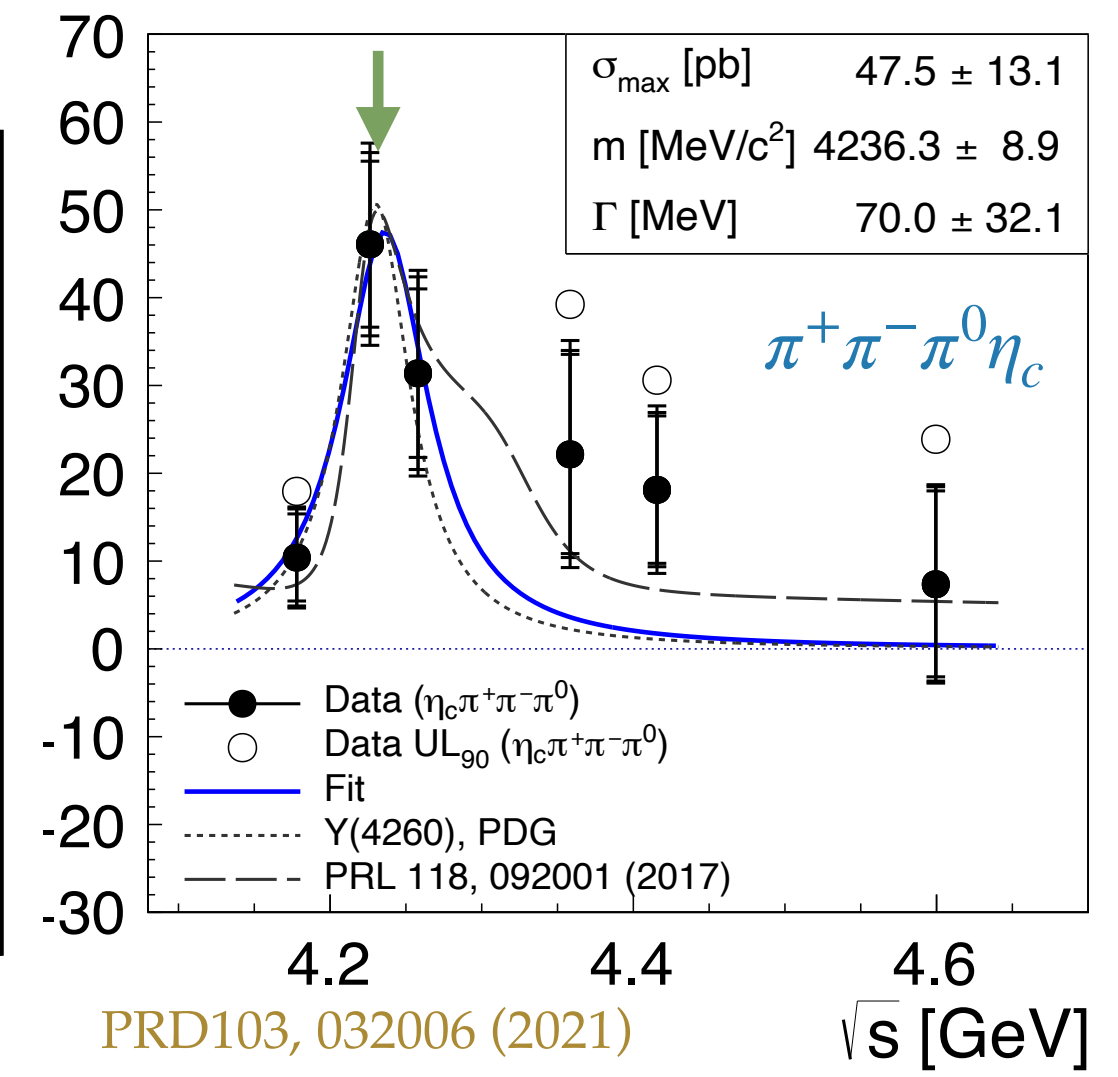 70
60
50
40
30
20
10
0
-10
-20
-30
σmax [pb] 47.5 ± 13.1
m [MeV/c²] 4236.3 ± 8.9
Γ [MeV] 70.0 ± 32.1
π⁺π⁻π⁰ηc
Data (ηcπ⁺π⁻π⁰)
Data UL₉₀ (ηcπ⁺π⁻π⁰)
Fit
Y(4260), PDG
PRL 118, 092001 (2017)
4.2 4.4 4.6
PRD103, 032006 (2021) √s [GeV]